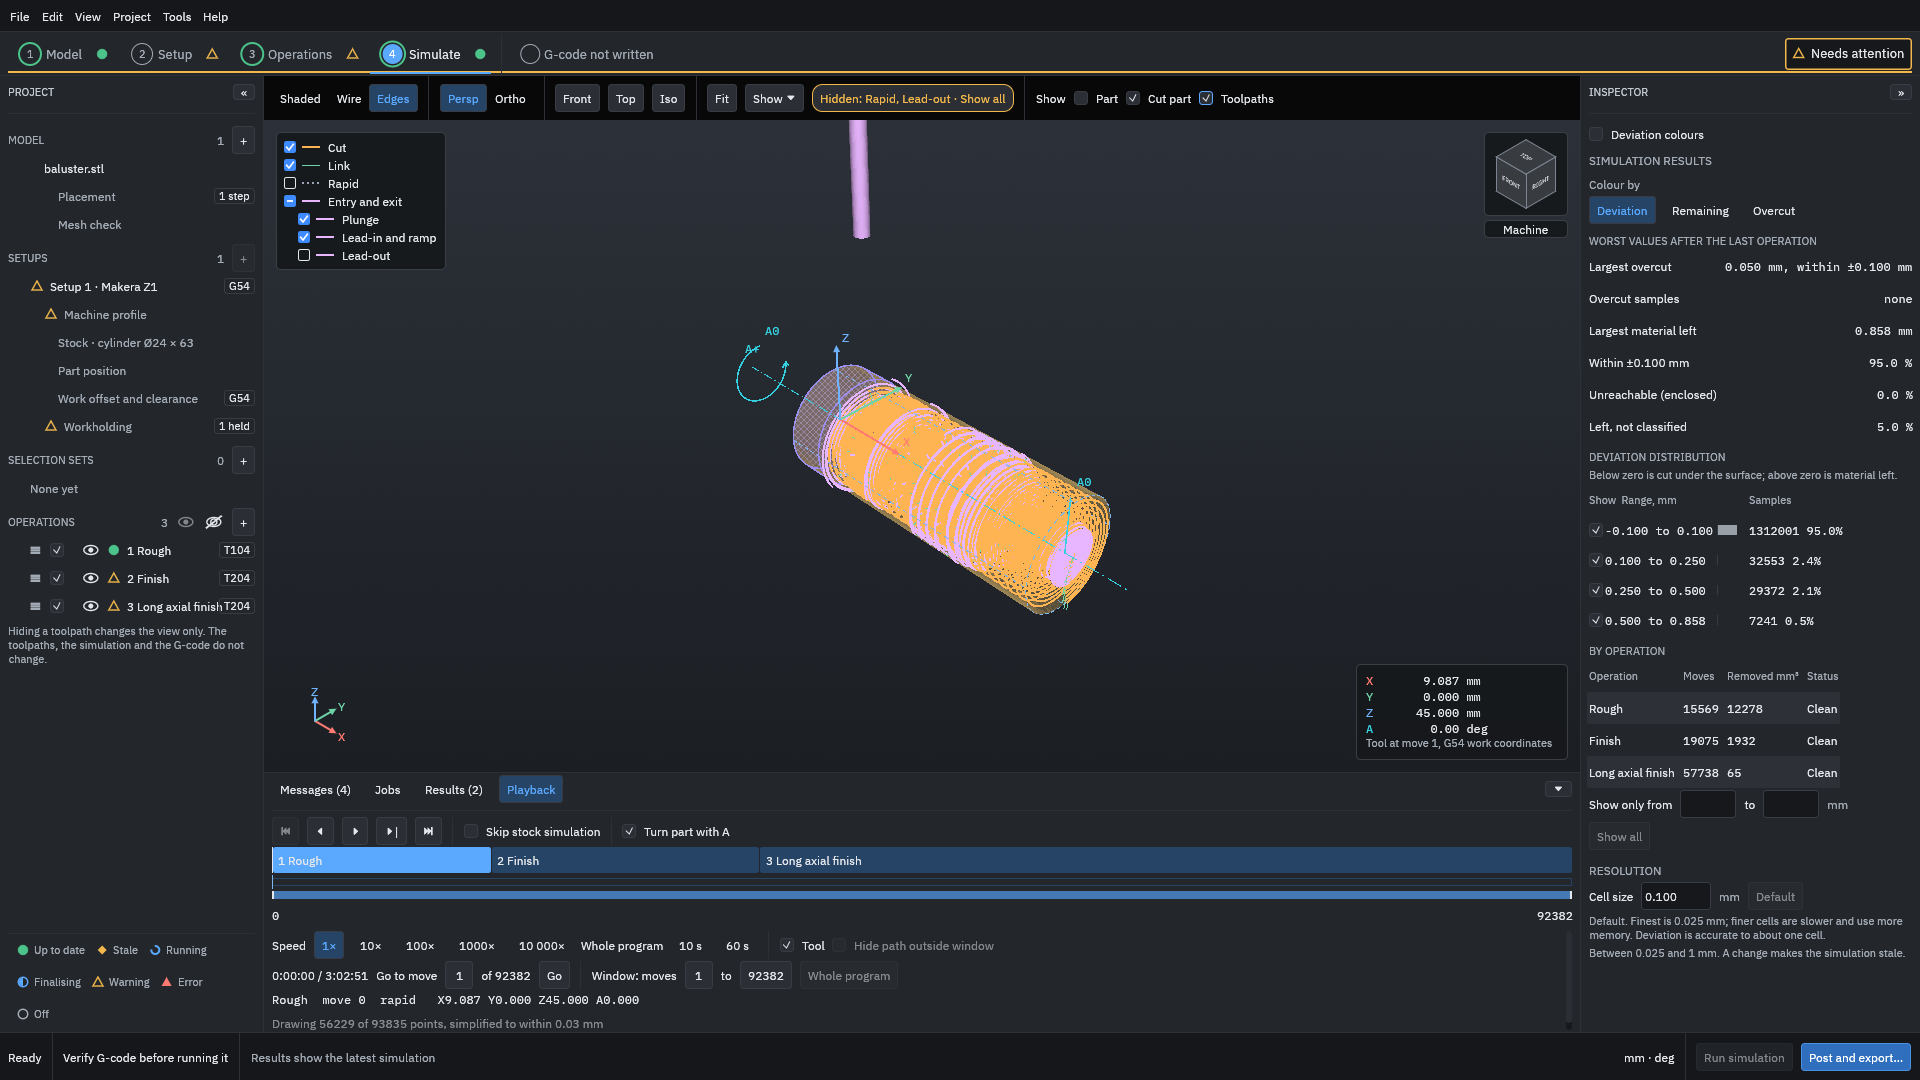 File Edit View Project Tools Help
1 Model 2 Setup 3 Operations 4 Simulate G-code not written Needs attention
PROJECT «
Shaded Wire Edges Persp Ortho Front Top Iso Fit Show Hidden: Rapid, Lead-out · Show all Show Part Cut part Toolpaths
INSPECTOR »
MODEL 1 +
baluster.stl
Placement 1 step
Mesh check
SETUPS 1 +
Setup 1 · Makera Z1 G54
Machine profile
Stock · cylinder Ø24 × 63
Part position
Work offset and clearance G54
Workholding 1 held
SELECTION SETS 0 +
None yet
OPERATIONS 3 +
1 Rough T104
2 Finish T204
3 Long axial finish T204
Hiding a toolpath changes the view only. The
toolpaths, the simulation and the G-code do not
change.
Up to date Stale Running
Finalising Warning Error
Off
Cut
Link
Rapid
Entry and exit
Plunge
Lead-in and ramp
Lead-out
TOP
FRONT RIGHT
Machine
A0
A+
Z
Y
X
A0
Z
Y
X
X 9.087 mm
Y 0.000 mm
Z 45.000 mm
A 0.00 deg
Tool at move 1, G54 work coordinates
Messages (4) Jobs Results (2) Playback
Skip stock simulation Turn part with A
1 Rough 2 Finish 3 Long axial finish
0 92382
Speed 1× 10× 100× 1000× 10 000× Whole program 10 s 60 s Tool Hide path outside window
0:00:00 / 3:02:51 Go to move 1 of 92382 Go Window: moves 1 to 92382 Whole program
Rough move 0 rapid X9.087 Y0.000 Z45.000 A0.000
Drawing 56229 of 93835 points, simplified to within 0.03 mm
Deviation colours
SIMULATION RESULTS
Colour by
Deviation Remaining Overcut
WORST VALUES AFTER THE LAST OPERATION
Largest overcut 0.050 mm, within ±0.100 mm
Overcut samples none
Largest material left 0.858 mm
Within ±0.100 mm 95.0 %
Unreachable (enclosed) 0.0 %
Left, not classified 5.0 %
DEVIATION DISTRIBUTION
Below zero is cut under the surface; above zero is material left.
Show Range, mm Samples
-0.100 to 0.100 1312001 95.0%
0.100 to 0.250 32553 2.4%
0.250 to 0.500 29372 2.1%
0.500 to 0.858 7241 0.5%
BY OPERATION
Operation Moves Removed mm³ Status
Rough 15569 12278 Clean
Finish 19075 1932 Clean
Long axial finish 57738 65 Clean
Show only from to mm
Show all
RESOLUTION
Cell size 0.100 mm Default
Default. Finest is 0.025 mm; finer cells are slower and use more
memory. Deviation is accurate to about one cell.
Between 0.025 and 1 mm. A change makes the simulation stale.
Ready Verify G-code before running it Results show the latest simulation mm · deg Run simulation Post and export...